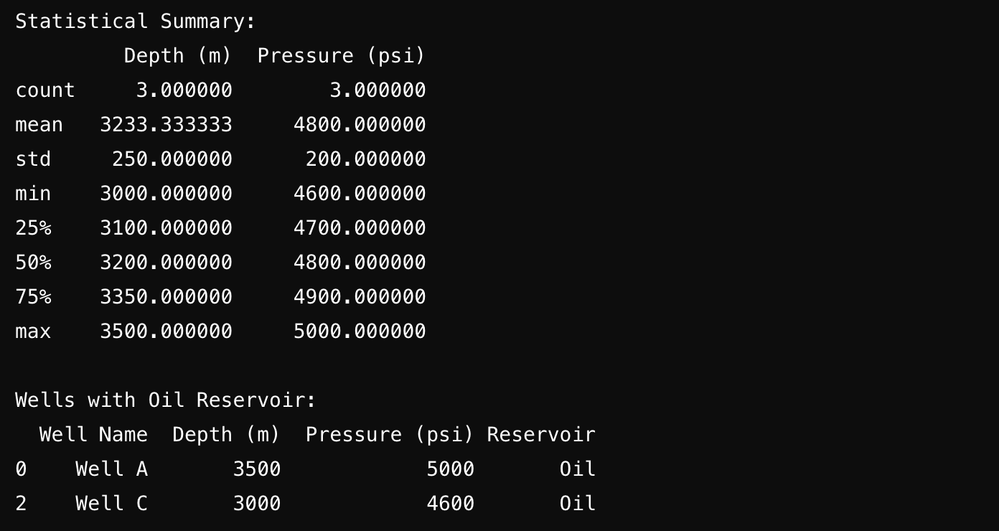 Statistical Summary:
         Depth (m)  Pressure (psi)
count     3.000000        3.000000
mean   3233.333333     4800.000000
std     250.000000      200.000000
min    3000.000000     4600.000000
25%    3100.000000     4700.000000
50%    3200.000000     4800.000000
75%    3350.000000     4900.000000
max    3500.000000     5000.000000

Wells with Oil Reservoir:
  Well Name  Depth (m)  Pressure (psi) Reservoir
0    Well A       3500            5000       Oil
2    Well C       3000            4600       Oil